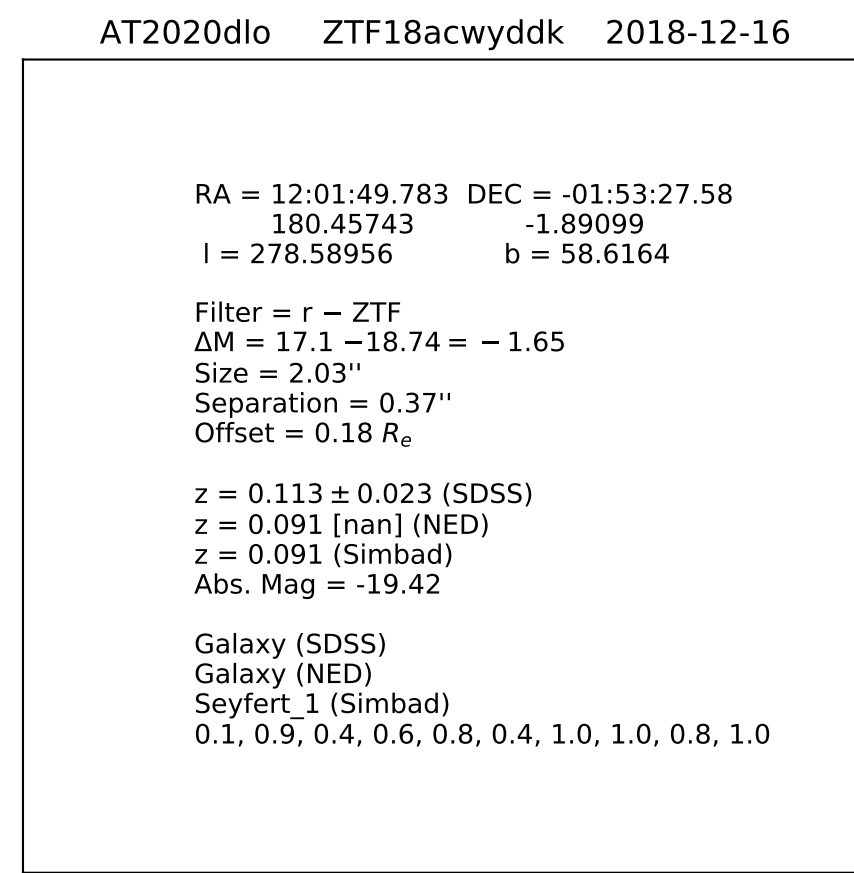 AT2020dlo ZTF18acwyddk 2018-12-16
RA = 12:01:49.783 DEC = -01:53:27.58
180.45743 -1.89099
l = 278.58956 b = 58.6164
Filter = r − ZTF
ΔM = 17.1 −18.74 = − 1.65
Size = 2.03''
Separation = 0.37''
Offset = 0.18 Rₑ
z = 0.113 ± 0.023 (SDSS)
z = 0.091 [nan] (NED)
z = 0.091 (Simbad)
Abs. Mag = -19.42
Galaxy (SDSS)
Galaxy (NED)
Seyfert_1 (Simbad)
0.1, 0.9, 0.4, 0.6, 0.8, 0.4, 1.0, 1.0, 0.8, 1.0